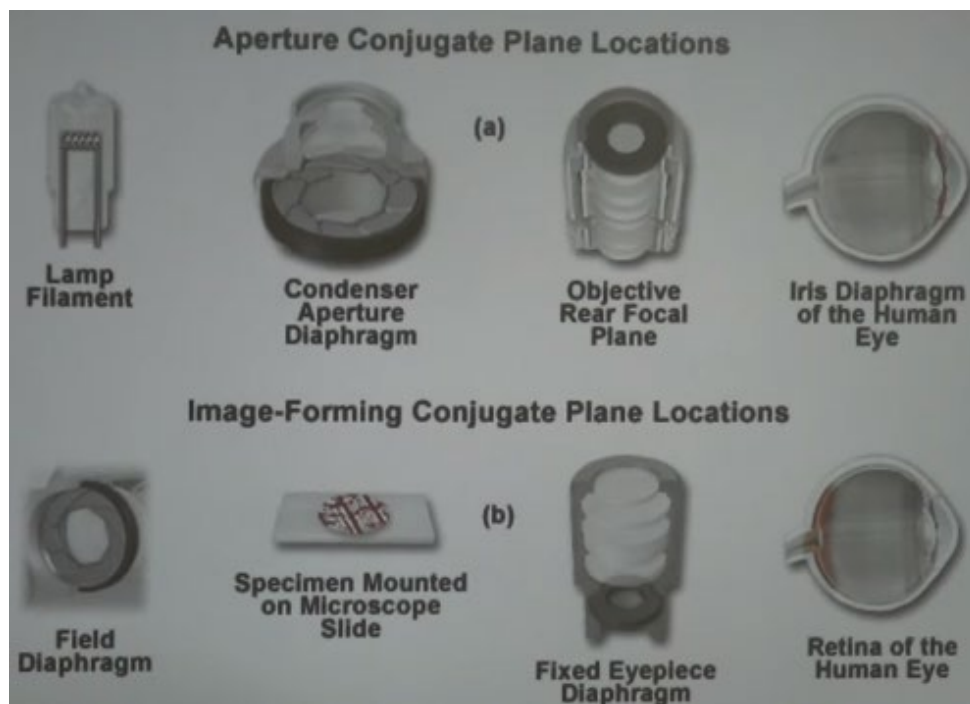 Aperture Conjugate Plane Locations
(a)
Lamp
Filament
Condenser
Aperture
Diaphragm
Objective
Rear Focal
Plane
Iris Diaphragm
of the Human
Eye
Image-Forming Conjugate Plane Locations
(b)
Field
Diaphragm
Specimen Mounted
on Microscope
Slide
Fixed Eyepiece
Diaphragm
Retina of the
Human Eye